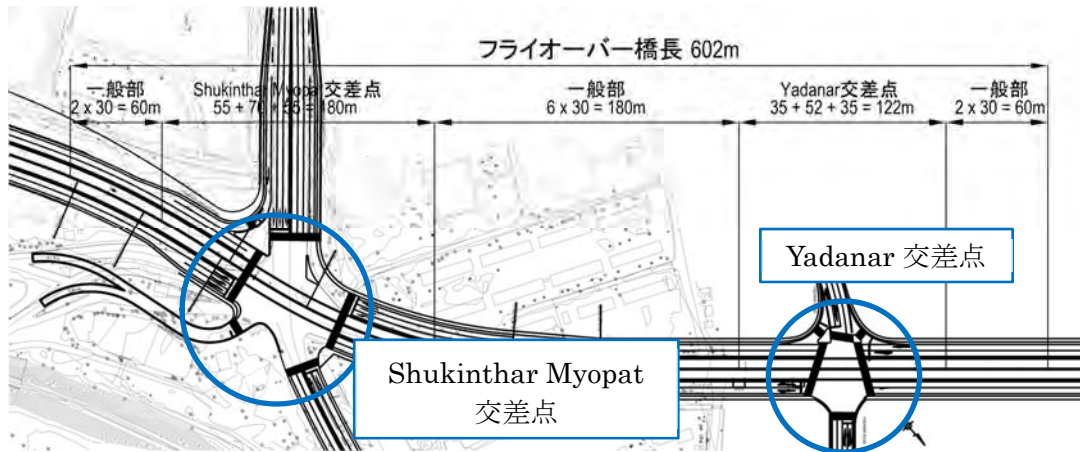 フライオーバー橋長 602m
一般部
2 x 30 = 60m
Shukinthar Myopat 交差点
55 + 70 + 55 = 180m
一般部
6 x 30 = 180m
Yadanar交差点
35 + 52 + 35 = 122m
一般部
2 x 30 = 60m
Yadanar 交差点
Shukinthar Myopat
交差点